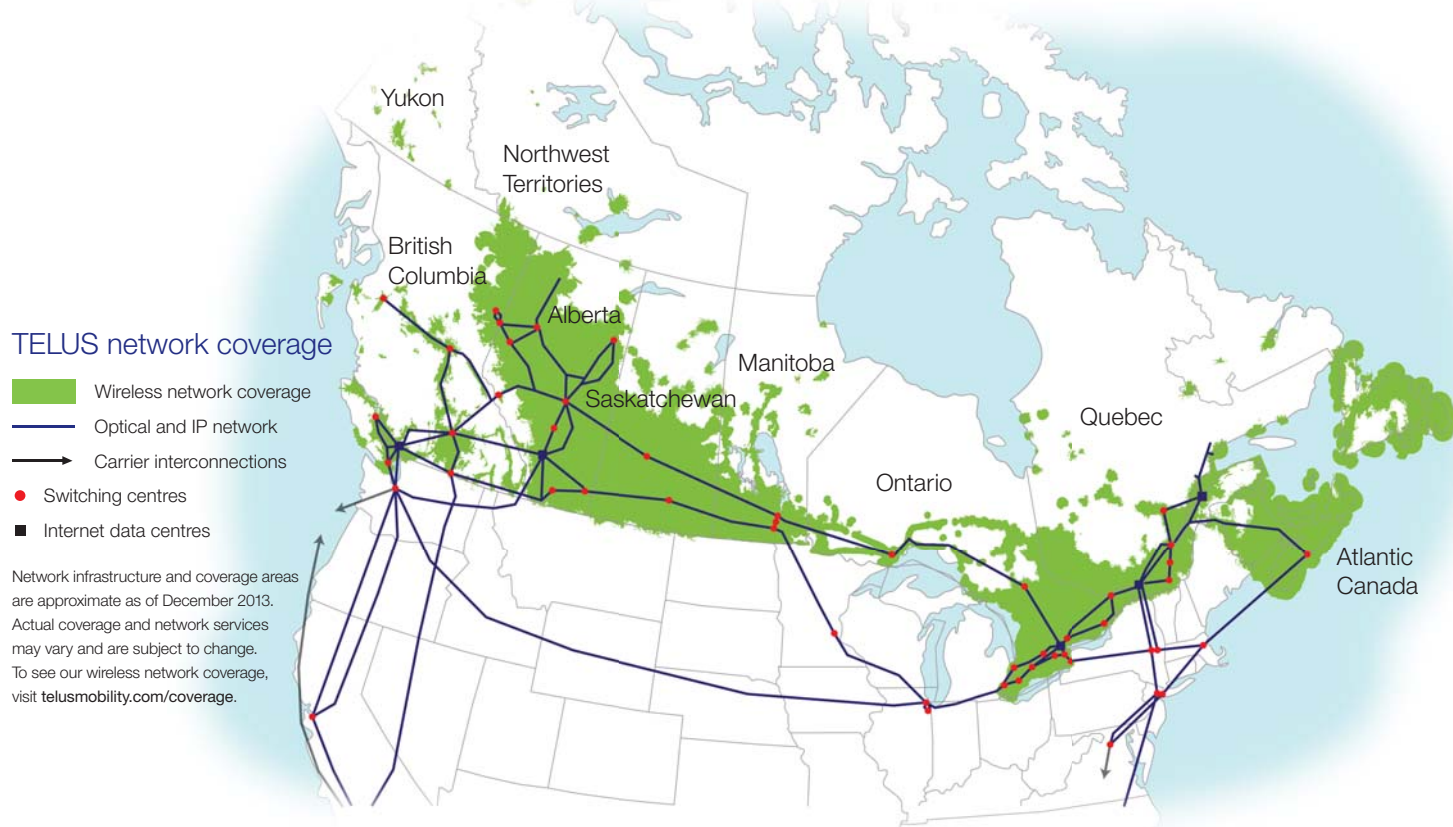 Yukon
Northwest
Territories
British
Columbia
Alberta
Manitoba
Saskatchewan
Quebec
Ontario
Atlantic
Canada
TELUS network coverage
Wireless network coverage
Optical and IP network
Carrier interconnections
Switching centres
Internet data centres
Network infrastructure and coverage areas
are approximate as of December 2013.
Actual coverage and network services
may vary and are subject to change.
To see our wireless network coverage,
visit telusmobility.com/coverage.